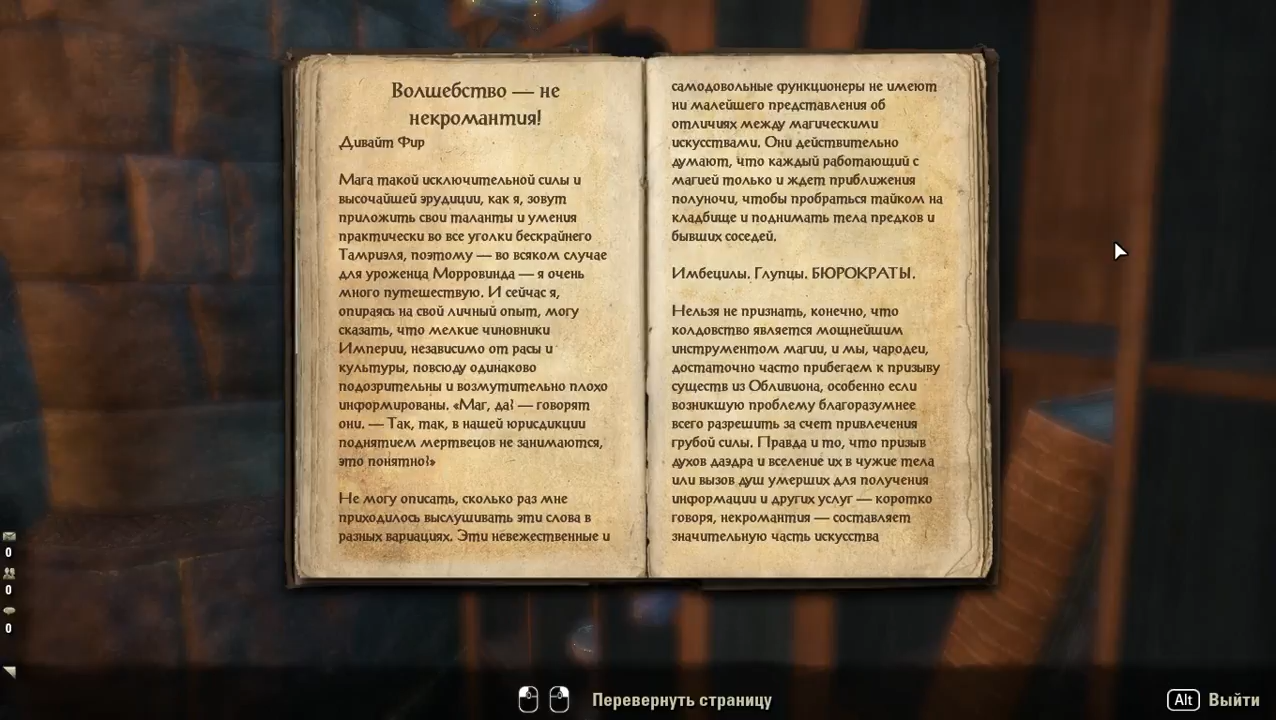 Волшебство — не
некромантия!
Дивайт Фир
Мага такой исключительной силы и
высочайшей эрудиции, как я, зовут
приложить свои таланты и умения
практически во все уголки бескрайнего
Тамриэля, поэтому — во всяком случае
для уроженца Морровинда — я очень
много путешествую. И сейчас я,
опираясь на свой личный опыт, могу
сказать, что мелкие чиновники
Империи, независимо от расы и
культуры, повсюду одинаково
подозрительны и возмутительно плохо
информированы. «Маг, да? — говорят
они. — Так, так, в нашей юрисдикции
поднятием мертвецов не занимаются,
это понятно?»
Не могу описать, сколько раз мне
приходилось выслушивать эти слова в
разных вариациях. Эти невежественные и
самодовольные функционеры не имеют
ни малейшего представления об
отличиях между магическими
искусствами. Они действительно
думают, что каждый работающий с
магией только и ждет приближения
полуночи, чтобы пробраться тайком на
кладбище и поднимать тела предков и
бывших соседей.
Имбецилы. Глупцы. БЮРОКРАТЫ.
Нельзя не признать, конечно, что
колдовство является мощнейшим
инструментом магии, и мы, чародеи,
достаточно часто прибегаем к призыву
существ из Обливиона, особенно если
возникшую проблему благоразумнее
всего разрешить за счет привлечения
грубой силы. Правда и то, что призыв
духов даэдра и вселение их в чужие тела
или вызов душ умерших для получения
информации и других услуг — коротко
говоря, некромантия — составляет
значительную часть искусства
0
0
0
Перевернуть страницу
Alt Выйти